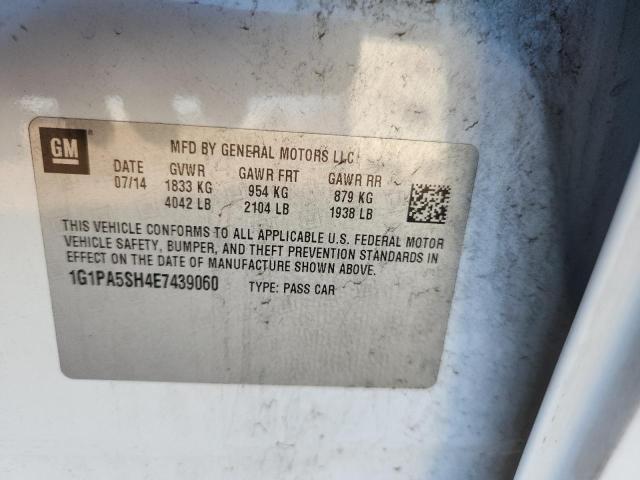 GM
MFD BY GENERAL MOTORS LLC
DATE GVWR GAWR FRT GAWR RR
07/14 1833 KG 954 KG 879 KG
4042 LB 2104 LB 1938 LB
THIS VEHICLE CONFORMS TO ALL APPLICABLE U.S. FEDERAL MOTOR
VEHICLE SAFETY, BUMPER, AND THEFT PREVENTION STANDARDS IN
EFFECT ON THE DATE OF MANUFACTURE SHOWN ABOVE.
1G1PA5SH4E7439060 TYPE: PASS CAR